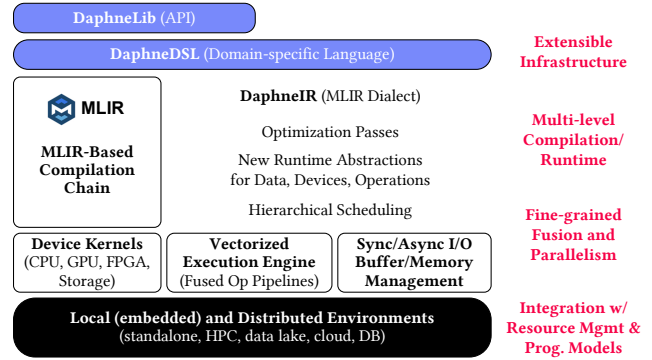 DaphneLib (API)
DaphneDSL (Domain-specific Language)
Extensible
Infrastructure
MLIR
MLIR-Based
Compilation
Chain
DaphneIR (MLIR Dialect)
Optimization Passes
New Runtime Abstractions
for Data, Devices, Operations
Hierarchical Scheduling
Multi-level
Compilation/
Runtime
Device Kernels
(CPU, GPU, FPGA,
Storage)
Vectorized
Execution Engine
(Fused Op Pipelines)
Sync/Async I/O
Buffer/Memory
Management
Fine-grained
Fusion and
Parallelism
Local (embedded) and Distributed Environments
(standalone, HPC, data lake, cloud, DB)
Integration w/
Resource Mgmt &
Prog. Models